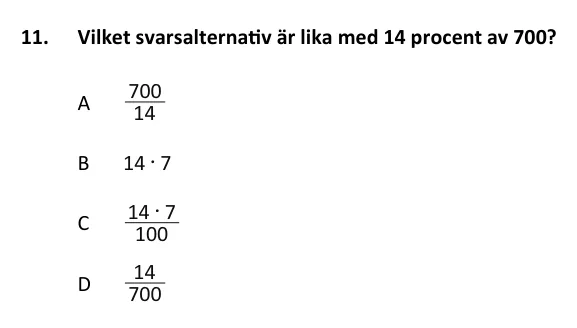 11. Vilket svarsalternativ är lika med 14 procent av 700?
A 700/14
B 14 · 7
C 14 · 7/100
D 14/700